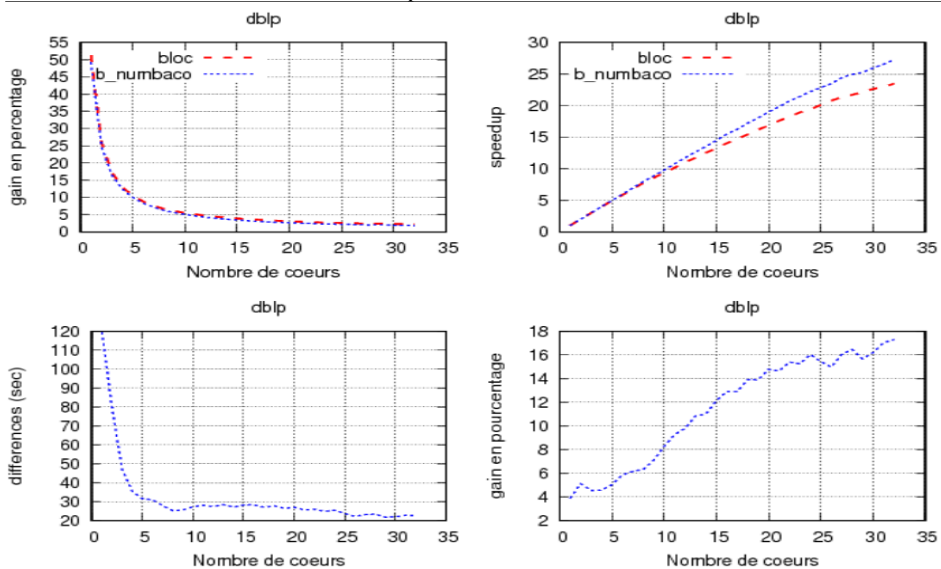 dblp
55
50
45
40
35
30
25
20
15
10
5
0
gain en percentage
bloc
b_numbaco
0 5 10 15 20 25 30 35
Nombre de coeurs
dblp
30
25
20
15
10
5
0
speedup
bloc
b_numbaco
0 5 10 15 20 25 30 35
Nombre de coeurs
dblp
120
110
100
90
80
70
60
50
40
30
20
differences (sec)
0 5 10 15 20 25 30 35
Nombre de coeurs
dblp
18
16
14
12
10
8
6
4
2
gain en pourcentage
0 5 10 15 20 25 30 35
Nombre de coeurs